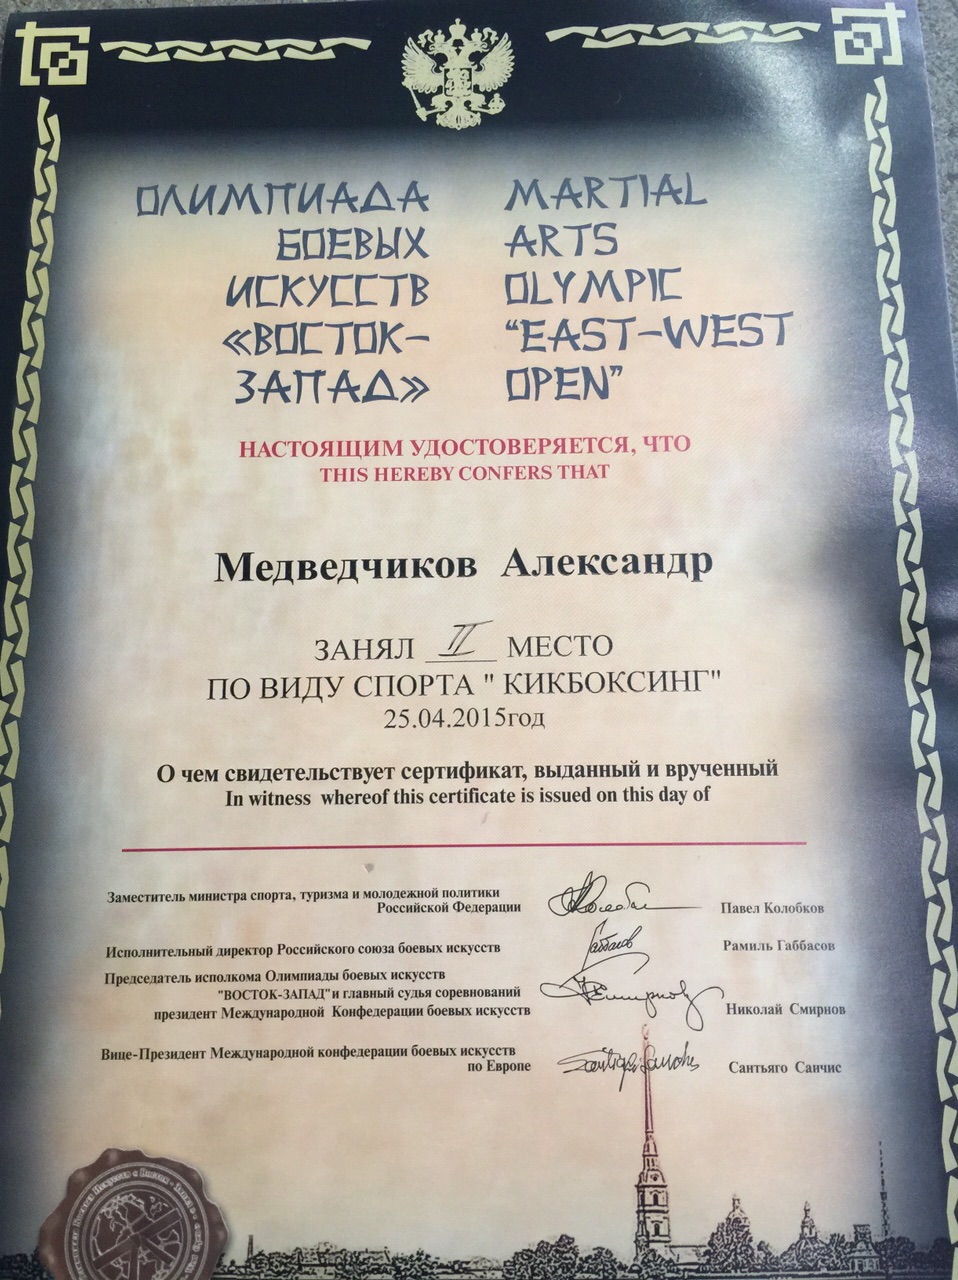 ОЛИМПИАДА
БОЕВЫХ
ИСКУССТВ
«ВОСТОК-
ЗАПАД»
MARTIAL
ARTS
OLYMPIC
“EAST-WEST
OPEN”
НАСТОЯЩИМ УДОСТОВЕРЯЕТСЯ, ЧТО
THIS HEREBY CONFERS THAT
Медведчиков Александр
ЗАНЯЛ II МЕСТО
ПО ВИДУ СПОРТА " КИКБОКСИНГ"
25.04.2015год
О чем свидетельствует сертификат, выданный и врученный
In witness whereof this certificate is issued on this day of
Заместитель министра спорта, туризма и молодежной политики
Российской Федерации
Павел Колобков
Исполнительный директор Российского союза боевых искусств
Габбасов
Рамиль Габбасов
Председатель исполкома Олимпиады боевых искусств
"ВОСТОК-ЗАПАД"и главный судья соревнований
президент Международной Конфедерации боевых искусств
Николай Смирнов
Вице-Президент Международной конфедерации боевых искусств
по Европе
Сантьяго Санчис